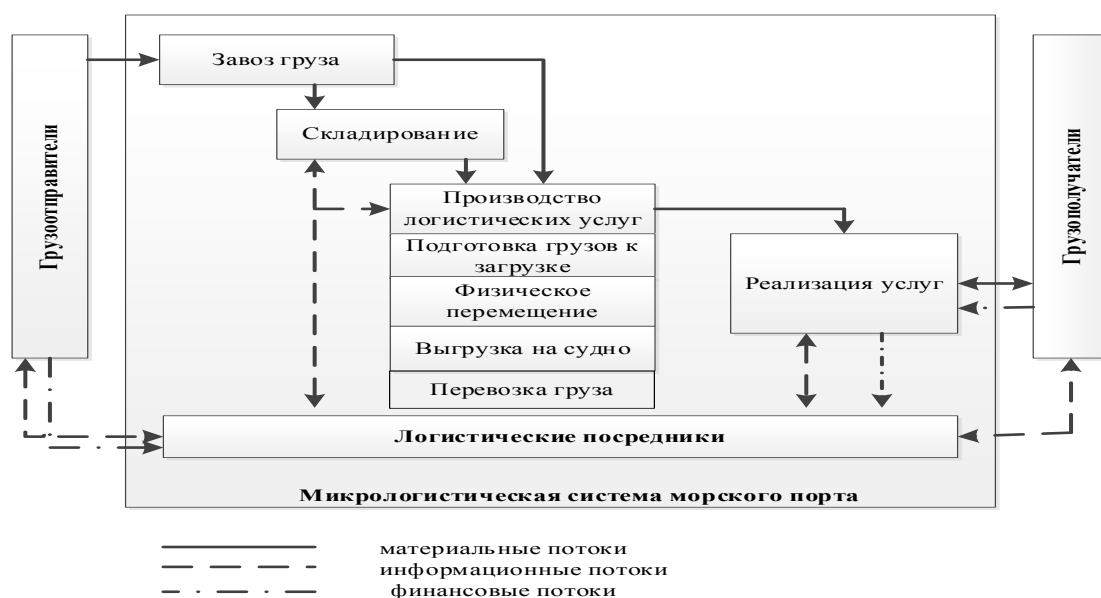 Грузоотправители
Завоз груза
Складирование
Производство
логистических услуг
Подготовка грузов к
загрузке
Физическое
перемещение
Выгрузка на судно
Перевозка груза
Реализация услуг
Грузополучатели
Логистические посредники
Микрологистическая система морского порта
материальные потоки
информационные потоки
финансовые потоки